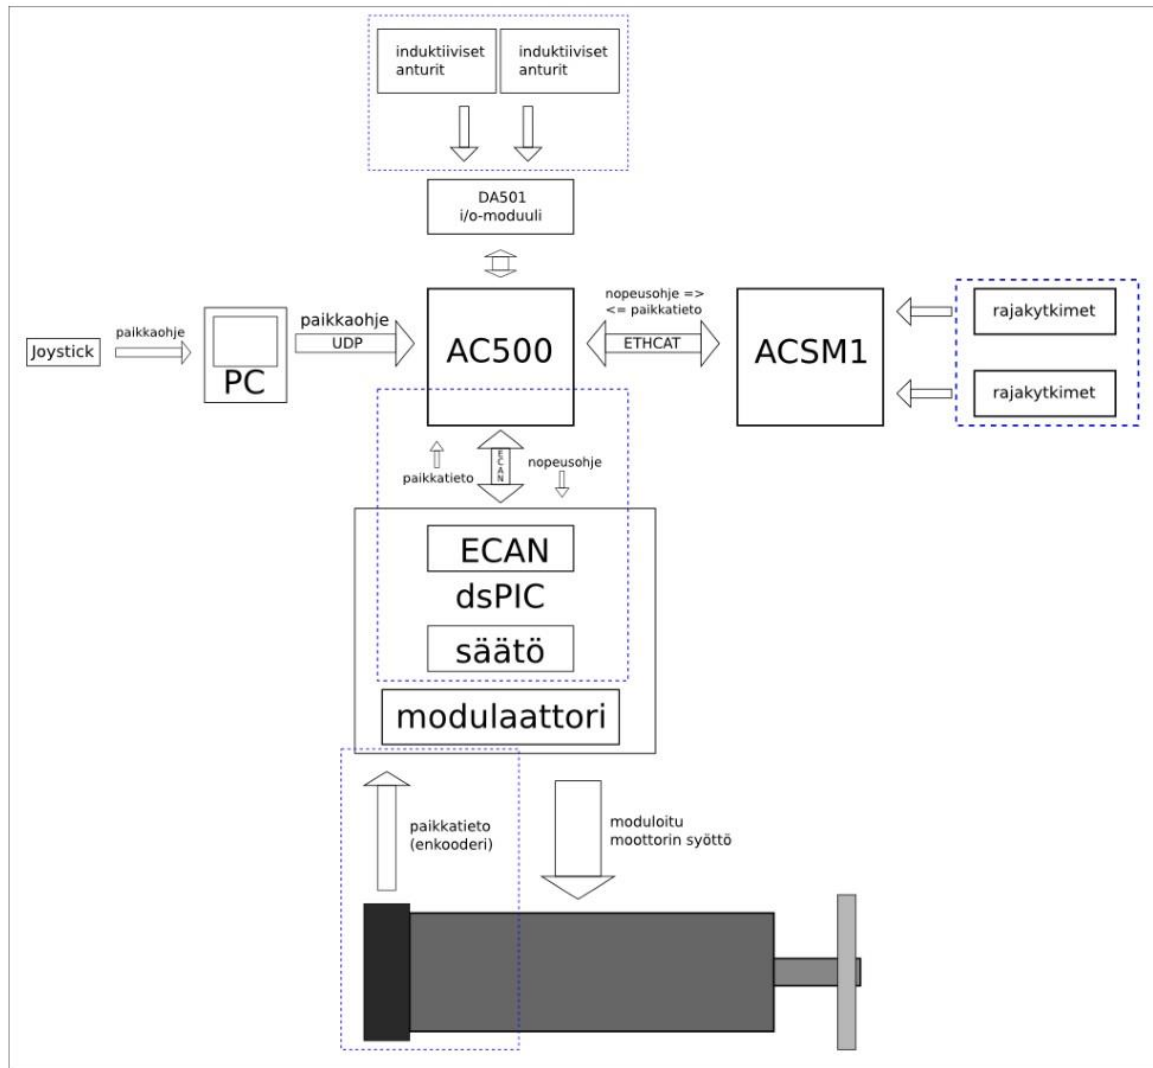 induktiiviset
anturit
induktiiviset
anturit
DA501
i/o-moduuli
Joystick
paikkaohje
PC
paikkaohje
UDP
AC500
nopeusohje =>
<= paikkatieto
ETHCAT
ACSM1
rajakytkimet
rajakytkimet
paikkatieto
ECAN
nopeusohje
ECAN
dsPIC
säätö
modulaattori
paikkatieto
(enkooderi)
moduloitu
moottorin syöttö